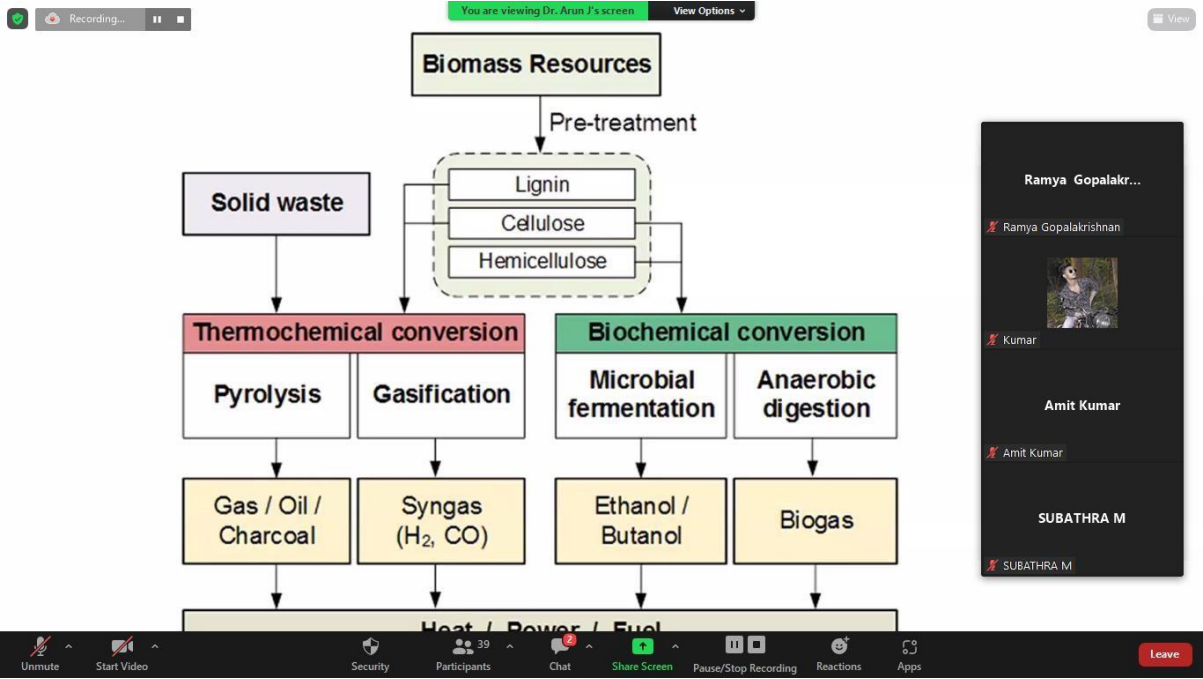 Recording...
You are viewing Dr. Arun J's screen
View Options
View
Biomass Resources
Pre-treatment
Solid waste
Lignin
Cellulose
Hemicellulose
Thermochemical conversion
Biochemical conversion
Pyrolysis
Gasification
Microbial
fermentation
Anaerobic
digestion
Gas / Oil /
Charcoal
Syngas
(H₂, CO)
Ethanol /
Butanol
Biogas
Heat / Power / Fuel
Ramya Gopalakr...
Ramya Gopalakrishnan
Kumar
Amit Kumar
Amit Kumar
SUBATHRA M
SUBATHRA M
Unmute
Start Video
Security
39
Participants
2
Chat
Share Screen
Pause/Stop Recording
Reactions
Apps
Leave